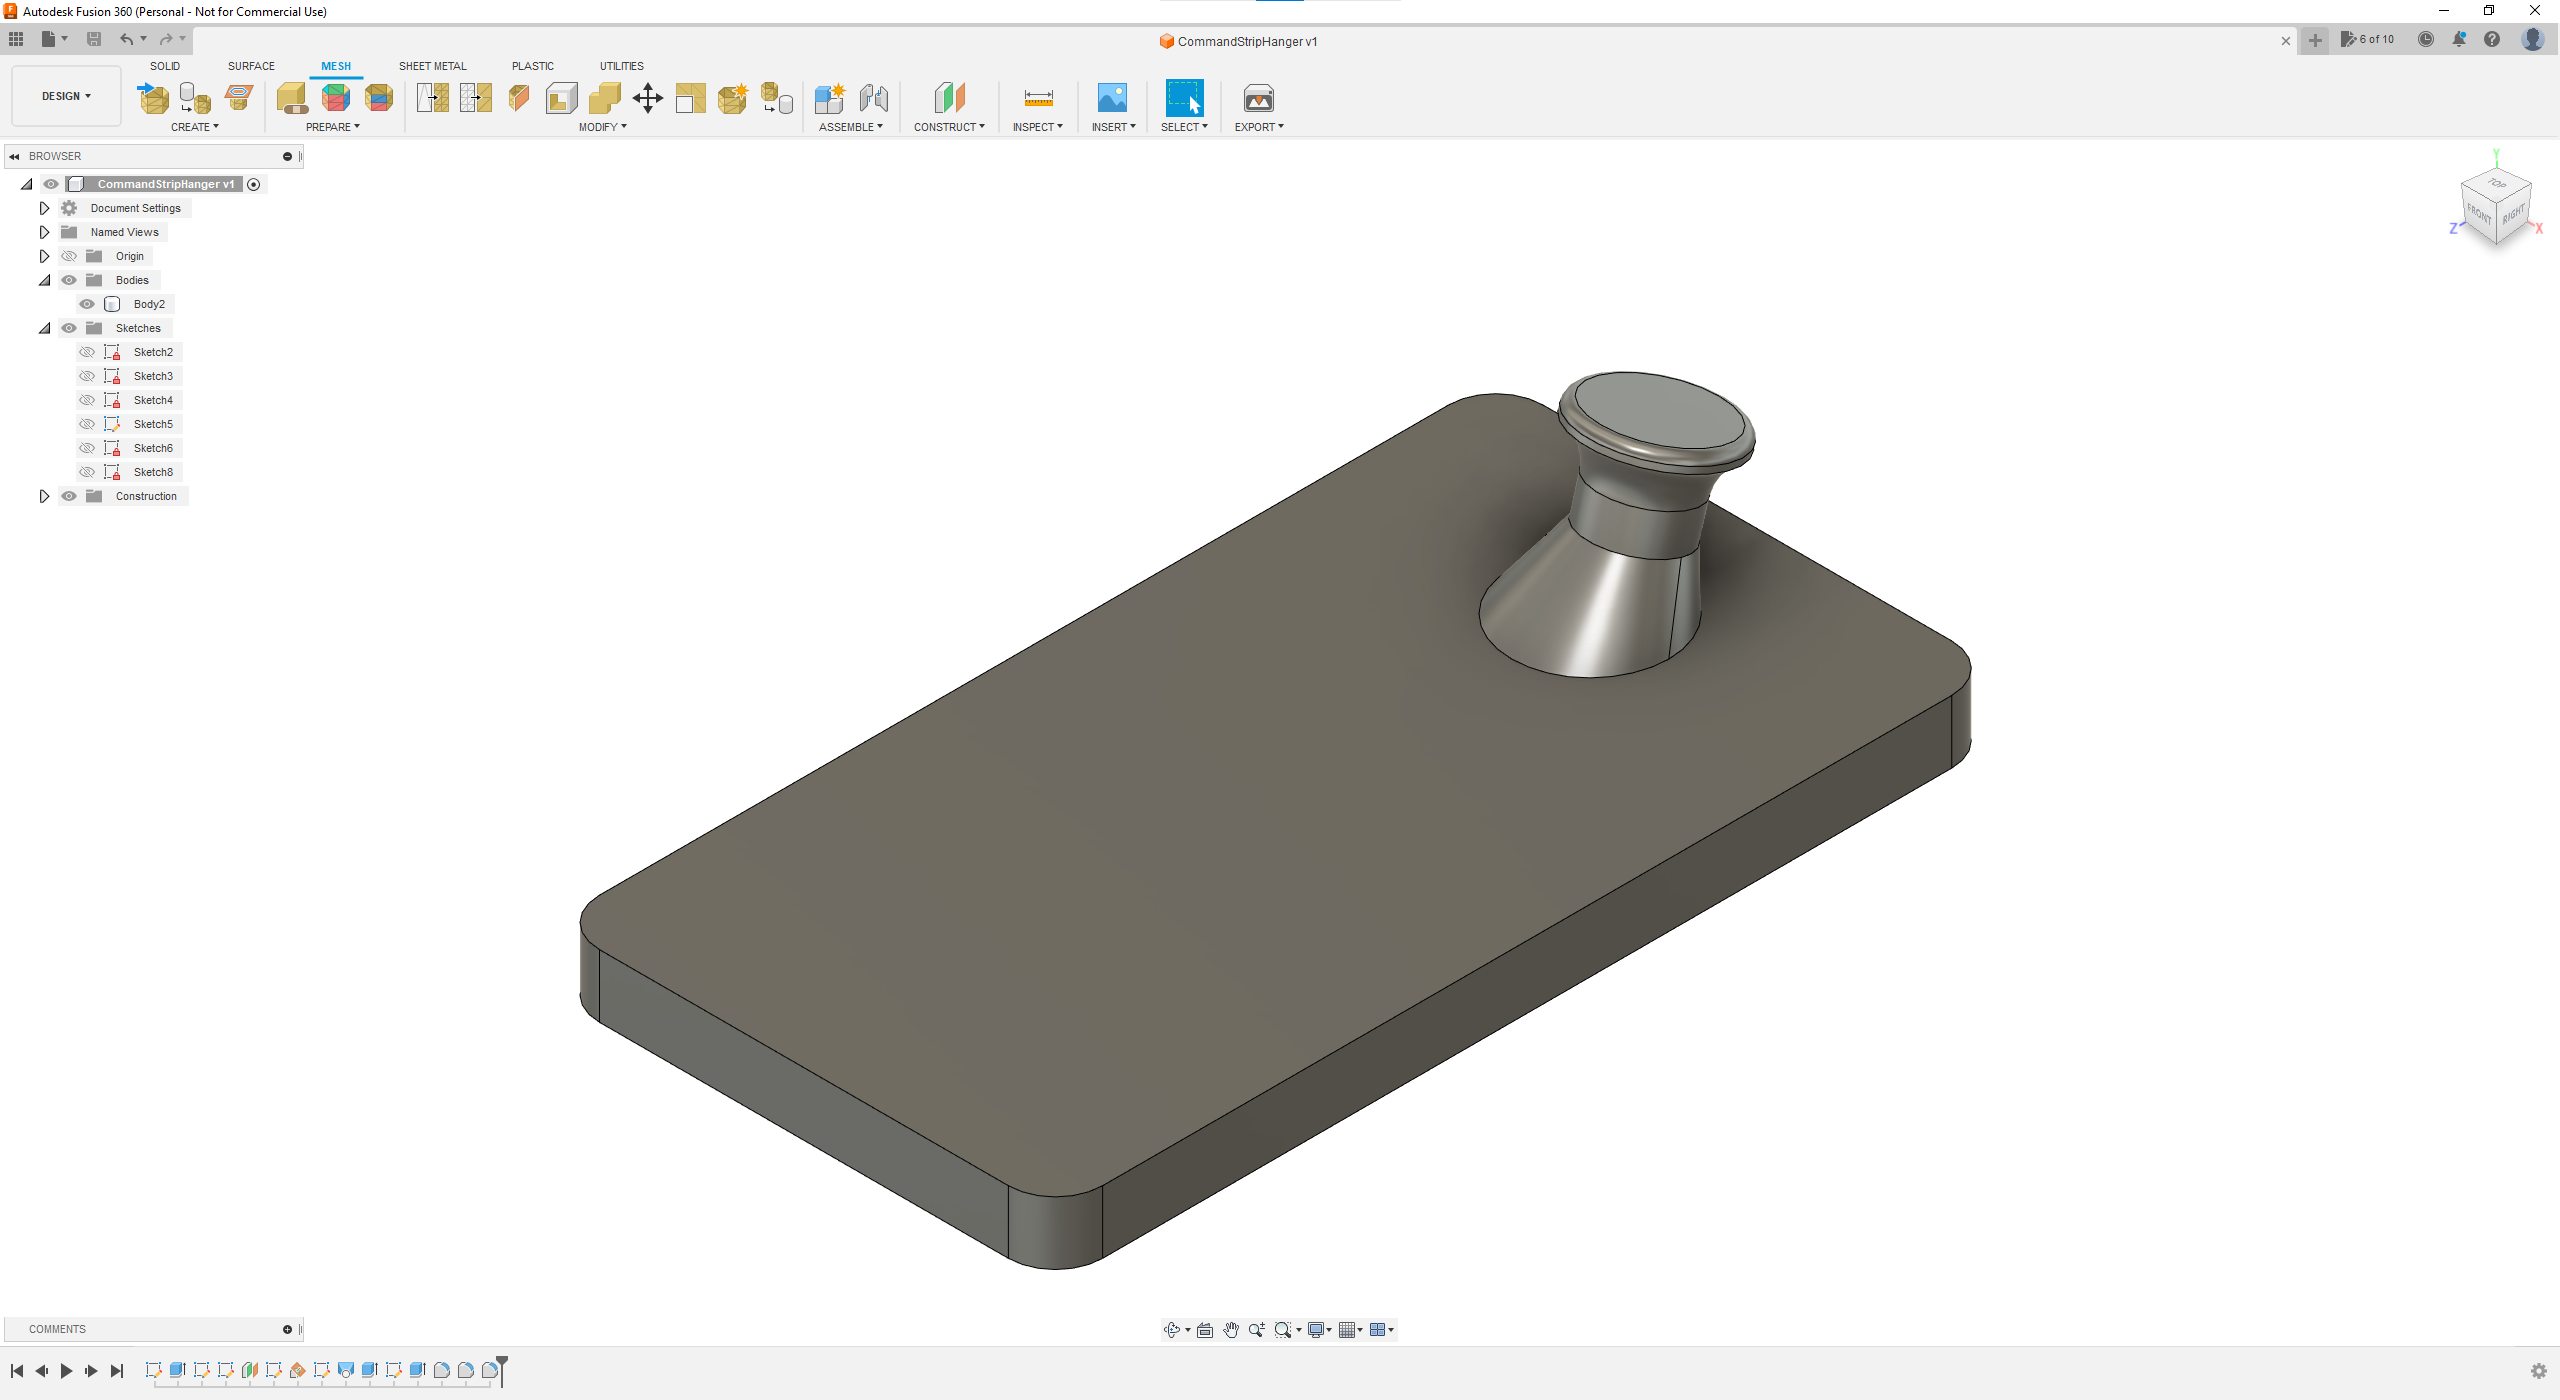 Autodesk Fusion 360 (Personal - Not for Commercial Use)
CommandStripHanger v1
6 of 10
SOLID SURFACE MESH SHEET METAL PLASTIC UTILITIES
DESIGN
CREATE PREPARE MODIFY ASSEMBLE CONSTRUCT INSPECT INSERT SELECT EXPORT
BROWSER
CommandStripHanger v1
Document Settings
Named Views
Origin
Bodies
Body2
Sketches
Sketch2
Sketch3
Sketch4
Sketch5
Sketch6
Sketch8
Construction
Y
TOP
FRONT RIGHT
Z X
COMMENTS